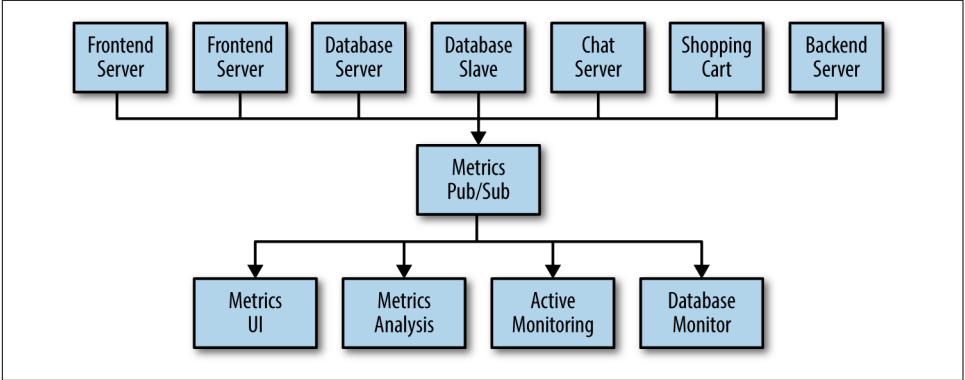 Frontend
Server
Frontend
Server
Database
Server
Database
Slave
Chat
Server
Shopping
Cart
Backend
Server
Metrics
Pub/Sub
Metrics
UI
Metrics
Analysis
Active
Monitoring
Database
Monitor